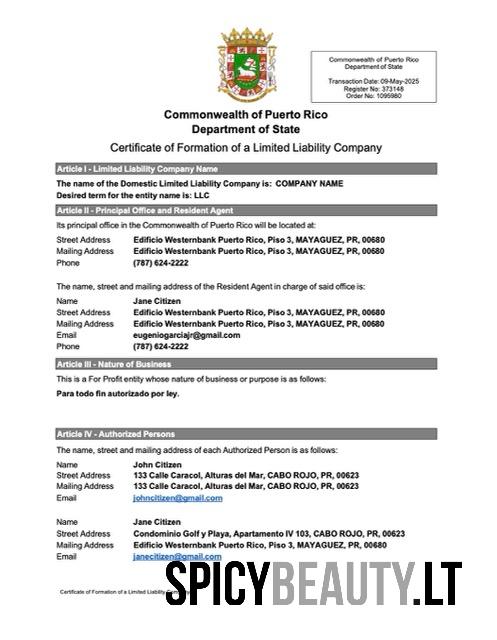 Commonwealth of Puerto Rico
Department of State
Transaction Date: 09-May-2025
Register No: 373148
Order No: 1095980
Commonwealth of Puerto Rico
Department of State
Certificate of Formation of a Limited Liability Company
Article I - Limited Liability Company Name
The name of the Domestic Limited Liability Company is: COMPANY NAME
Desired term for the entity name is: LLC
Article II - Principal Office and Resident Agent
Its principal office in the Commonwealth of Puerto Rico will be located at:
Street Address Edificio Westernbank Puerto Rico, Piso 3, MAYAGUEZ, PR, 00680
Mailing Address Edificio Westernbank Puerto Rico, Piso 3, MAYAGUEZ, PR, 00680
Phone (787) 624-2222
The name, street and mailing address of the Resident Agent in charge of said office is:
Name Jane Citizen
Street Address Edificio Westernbank Puerto Rico, Piso 3, MAYAGUEZ, PR, 00680
Mailing Address Edificio Westernbank Puerto Rico, Piso 3, MAYAGUEZ, PR, 00680
Email eugeniogarciajr@gmail.com
Phone (787) 624-2222
Article III - Nature of Business
This is a For Profit entity whose nature of business or purpose is as follows:
Para todo fin autorizado por ley.
Article IV - Authorized Persons
The name, street and mailing address of each Authorized Person is as follows:
Name John Citizen
Street Address 133 Calle Caracol, Alturas del Mar, CABO ROJO, PR, 00623
Mailing Address 133 Calle Caracol, Alturas del Mar, CABO ROJO, PR, 00623
Email johncitizen@gmail.com
Name Jane Citizen
Street Address Condominio Golf y Playa, Apartamento IV 103, CABO ROJO, PR, 00623
Mailing Address Edificio Westernbank Puerto Rico, Piso 3, MAYAGUEZ, PR, 00680
Email janecitizen@gmail.com
Certificate of Formation of a Limited Liability Company
SPICYBEAUTY.LT